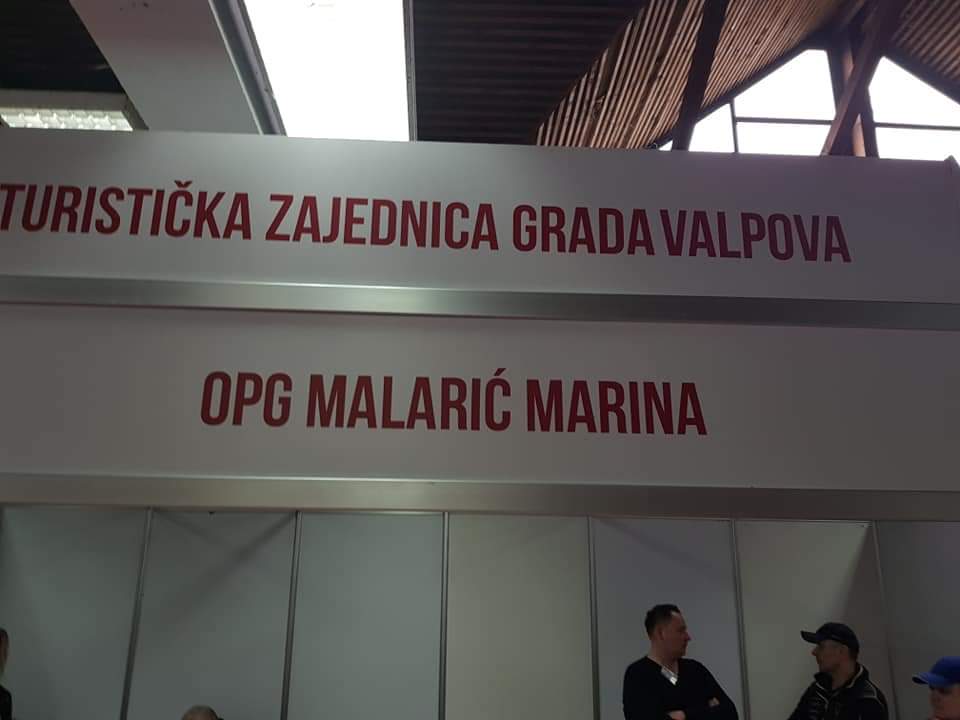 TURISTIČKA ZAJEDNICA GRADA VALPOVA
OPG MALARIĆ MARINA